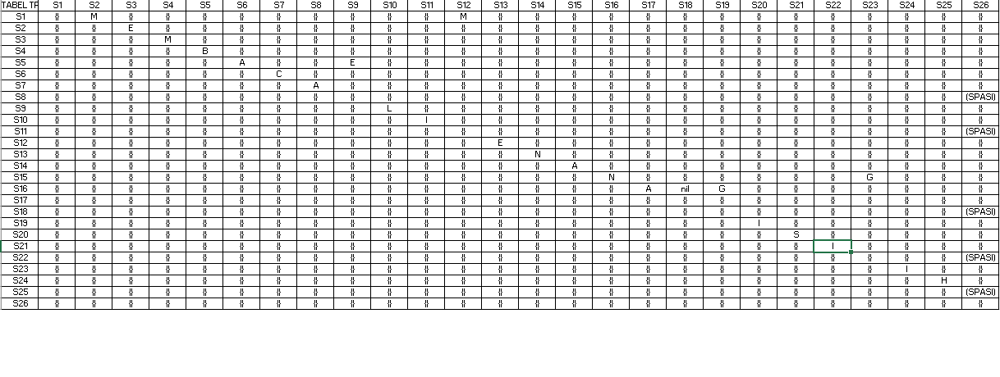 TABEL TF S1 S2 S3 S4 S5 S6 S7 S8 S9 S10 S11 S12 S13 S14 S15 S16 S17 S18 S19 S20 S21 S22 S23 S24 S25 S26
S1 {} M {} {} {} {} {} {} {} {} {} M {} {} {} {} {} {} {} {} {} {} {} {} {} {}
S2 {} {} E {} {} {} {} {} {} {} {} {} {} {} {} {} {} {} {} {} {} {} {} {} {} {}
S3 {} {} {} M {} {} {} {} {} {} {} {} {} {} {} {} {} {} {} {} {} {} {} {} {} {}
S4 {} {} {} {} B {} {} {} {} {} {} {} {} {} {} {} {} {} {} {} {} {} {} {} {} {}
S5 {} {} {} {} {} A {} {} E {} {} {} {} {} {} {} {} {} {} {} {} {} {} {} {} {}
S6 {} {} {} {} {} {} C {} {} {} {} {} {} {} {} {} {} {} {} {} {} {} {} {} {} {}
S7 {} {} {} {} {} {} {} A {} {} {} {} {} {} {} {} {} {} {} {} {} {} {} {} {} {}
S8 {} {} {} {} {} {} {} {} {} {} {} {} {} {} {} {} {} {} {} {} {} {} {} {} {} (SPASI)
S9 {} {} {} {} {} {} {} {} {} L {} {} {} {} {} {} {} {} {} {} {} {} {} {} {} {}
S10 {} {} {} {} {} {} {} {} {} {} I {} {} {} {} {} {} {} {} {} {} {} {} {} {} {}
S11 {} {} {} {} {} {} {} {} {} {} {} {} {} {} {} {} {} {} {} {} {} {} {} {} {} (SPASI)
S12 {} {} {} {} {} {} {} {} {} {} {} {} E {} {} {} {} {} {} {} {} {} {} {} {} {}
S13 {} {} {} {} {} {} {} {} {} {} {} {} {} N {} {} {} {} {} {} {} {} {} {} {} {}
S14 {} {} {} {} {} {} {} {} {} {} {} {} {} {} A {} {} {} {} {} {} {} {} {} {} {}
S15 {} {} {} {} {} {} {} {} {} {} {} {} {} {} {} N {} {} {} {} {} {} G {} {} {}
S16 {} {} {} {} {} {} {} {} {} {} {} {} {} {} {} {} A nil G {} {} {} {} {} {} {}
S17 {} {} {} {} {} {} {} {} {} {} {} {} {} {} {} {} {} {} {} {} {} {} {} {} {} {}
S18 {} {} {} {} {} {} {} {} {} {} {} {} {} {} {} {} {} {} {} {} {} {} {} {} {} (SPASI)
S19 {} {} {} {} {} {} {} {} {} {} {} {} {} {} {} {} {} {} {} I {} {} {} {} {} {}
S20 {} {} {} {} {} {} {} {} {} {} {} {} {} {} {} {} {} {} {} {} S {} {} {} {} {}
S21 {} {} {} {} {} {} {} {} {} {} {} {} {} {} {} {} {} {} {} {} {} I {} {} {} {}
S22 {} {} {} {} {} {} {} {} {} {} {} {} {} {} {} {} {} {} {} {} {} {} {} {} {} (SPASI)
S23 {} {} {} {} {} {} {} {} {} {} {} {} {} {} {} {} {} {} {} {} {} {} {} I {} {}
S24 {} {} {} {} {} {} {} {} {} {} {} {} {} {} {} {} {} {} {} {} {} {} {} {} H {}
S25 {} {} {} {} {} {} {} {} {} {} {} {} {} {} {} {} {} {} {} {} {} {} {} {} {} (SPASI)
S26 {} {} {} {} {} {} {} {} {} {} {} {} {} {} {} {} {} {} {} {} {} {} {} {} {} {}